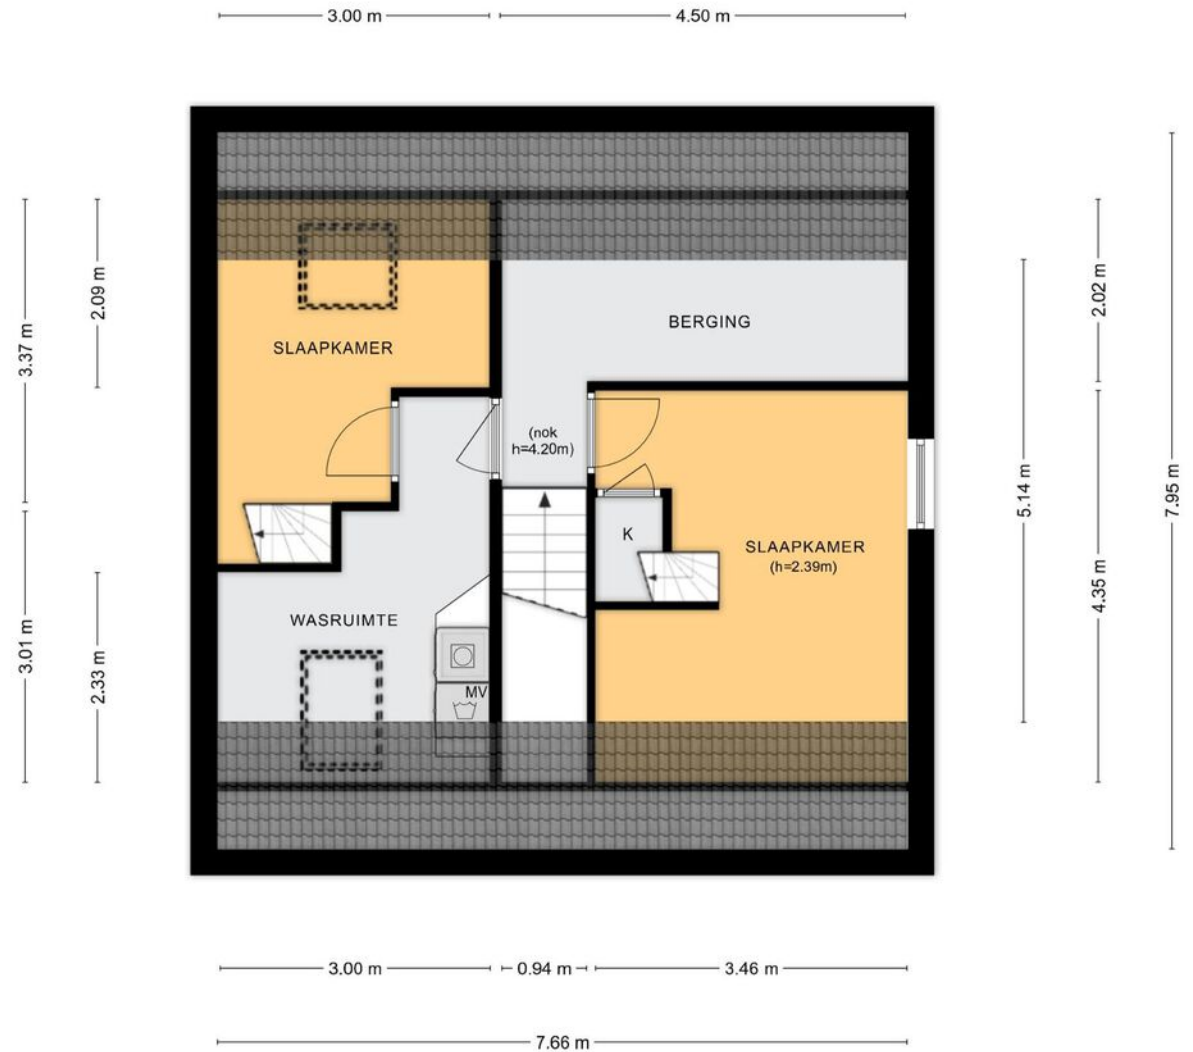 3.00 m
4.50 m
3.37 m
2.09 m
2.02 m
BERGING
SLAAPKAMER
(nok
h=4.20m)
5.14 m
7.95 m
K
SLAAPKAMER
(h=2.39m)
4.35 m
WASRUIMTE
3.01 m
2.33 m
MV
3.00 m
0.94 m
3.46 m
7.66 m